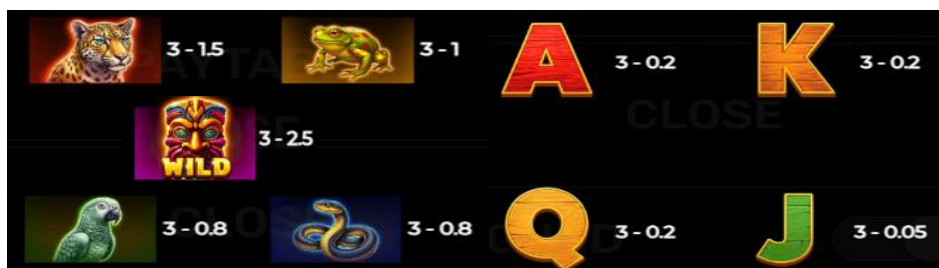 3 - 1.5
3 - 1
A 3 - 0.2
K 3 - 0.2
PAYTA
CLOSE
WILD 3 - 2.5
3 - 0.8
3 - 0.8
Q 3 - 0.2
J 3 - 0.05